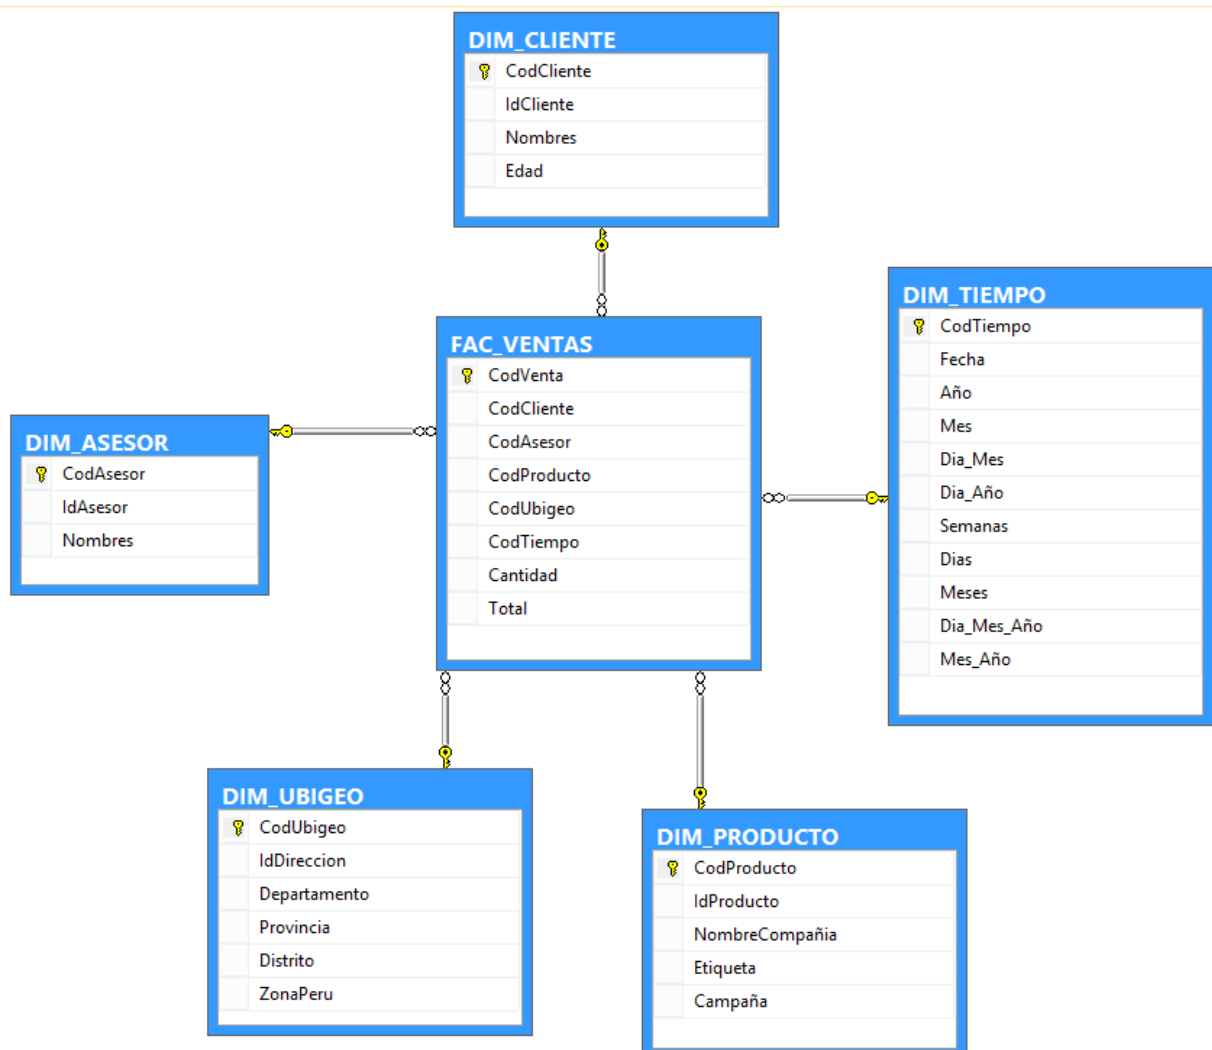 DIM_CLIENTE
CodCliente
IdCliente
Nombres
Edad
DIM_TIEMPO
CodTiempo
Fecha
Año
Mes
Dia_Mes
Dia_Año
Semanas
Dias
Meses
Dia_Mes_Año
Mes_Año
FAC_VENTAS
CodVenta
CodCliente
CodAsesor
CodProducto
CodUbigeo
CodTiempo
Cantidad
Total
DIM_ASESOR
CodAsesor
IdAsesor
Nombres
DIM_UBIGEO
CodUbigeo
IdDireccion
Departamento
Provincia
Distrito
ZonaPeru
DIM_PRODUCTO
CodProducto
IdProducto
NombreCompañia
Etiqueta
Campaña